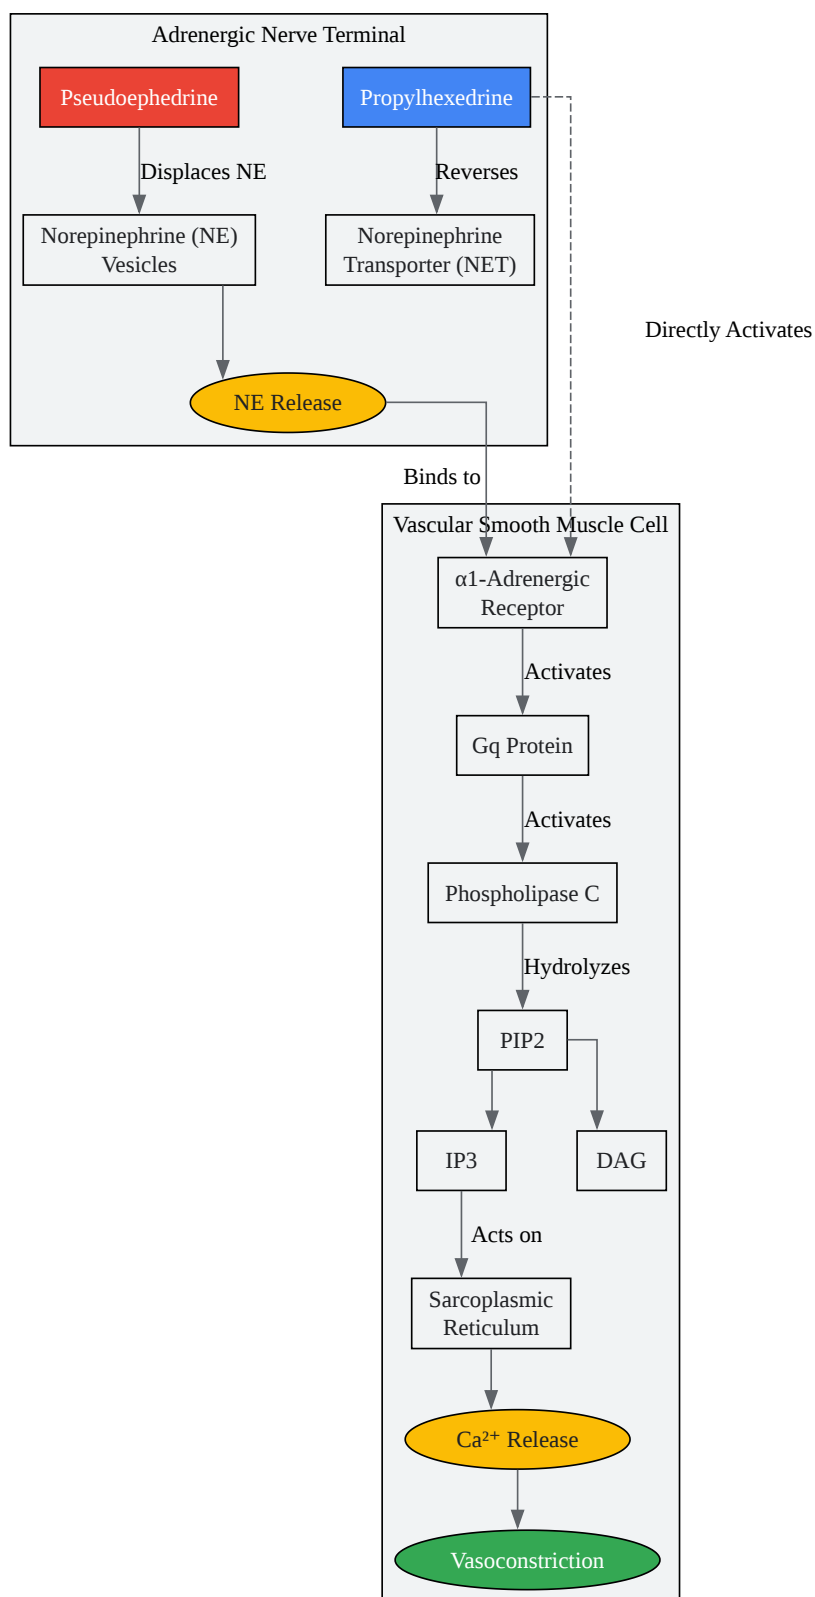 Adrenergic Nerve Terminal
Pseudoephedrine
Propylhexedrine
Displaces NE
Reverses
Norepinephrine (NE)
Vesicles
Norepinephrine
Transporter (NET)
Directly Activates
NE Release
Binds to
Vascular Smooth Muscle Cell
α1-Adrenergic
Receptor
Activates
Gq Protein
Activates
Phospholipase C
Hydrolyzes
PIP2
IP3
DAG
Acts on
Sarcoplasmic
Reticulum
Ca²⁺ Release
Vasoconstriction